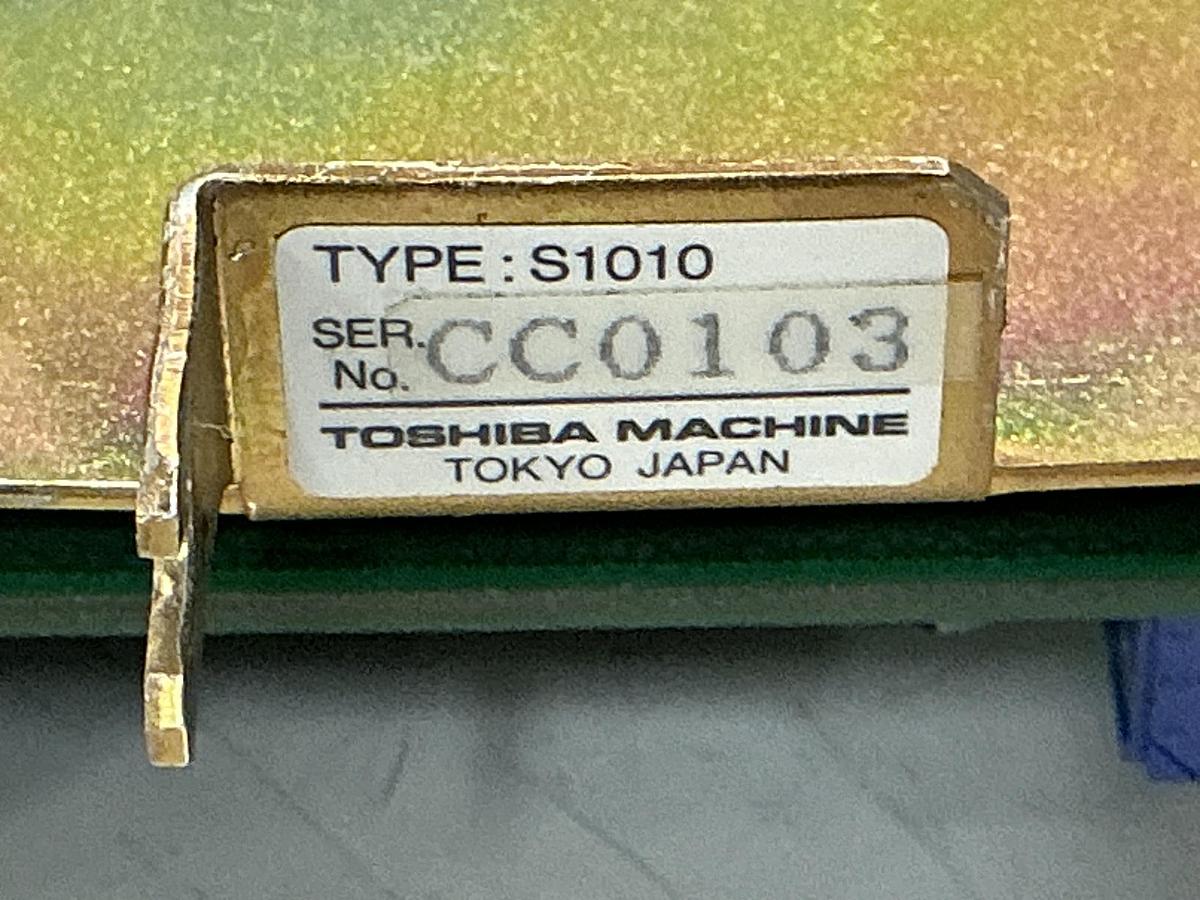 TYPE : S1010
SER. No. CC0103
TOSHIBA MACHINE
TOKYO JAPAN